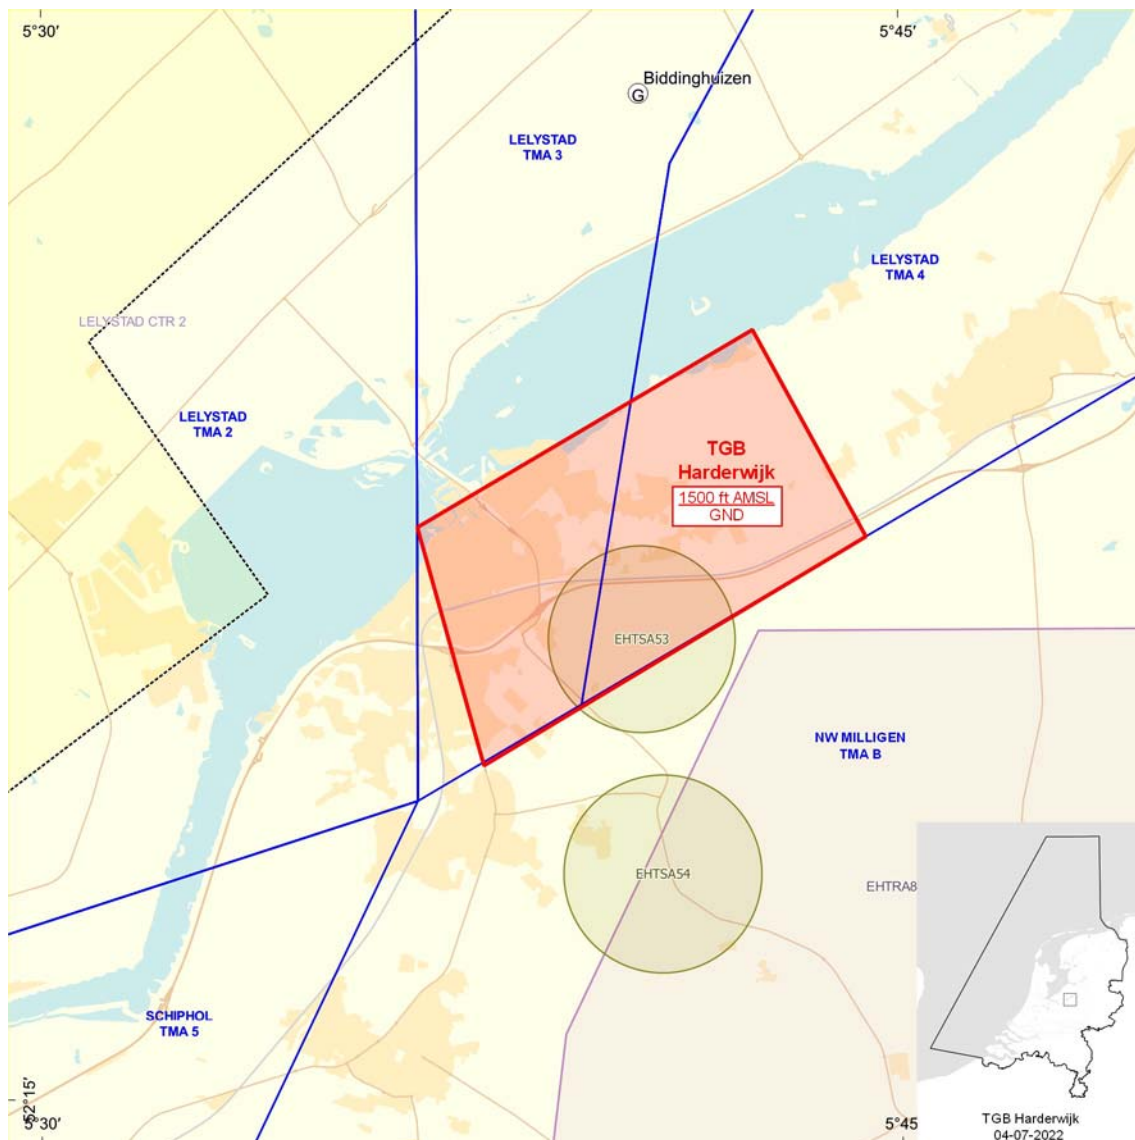 5°30′
5°45′
Biddinghuizen
G
LELYSTAD
TMA 3
LELYSTAD
TMA 4
LELYSTAD CTR 2
LELYSTAD
TMA 2
TGB
Harderwijk
1500 ft AMSL
GND
EHTSA53
NW MILLIGEN
TMA B
EHTSA54
EHTRA8
SCHIPHOL
TMA 5
52°15′
5°30′
5°45′
TGB Harderwijk
04-07-2022